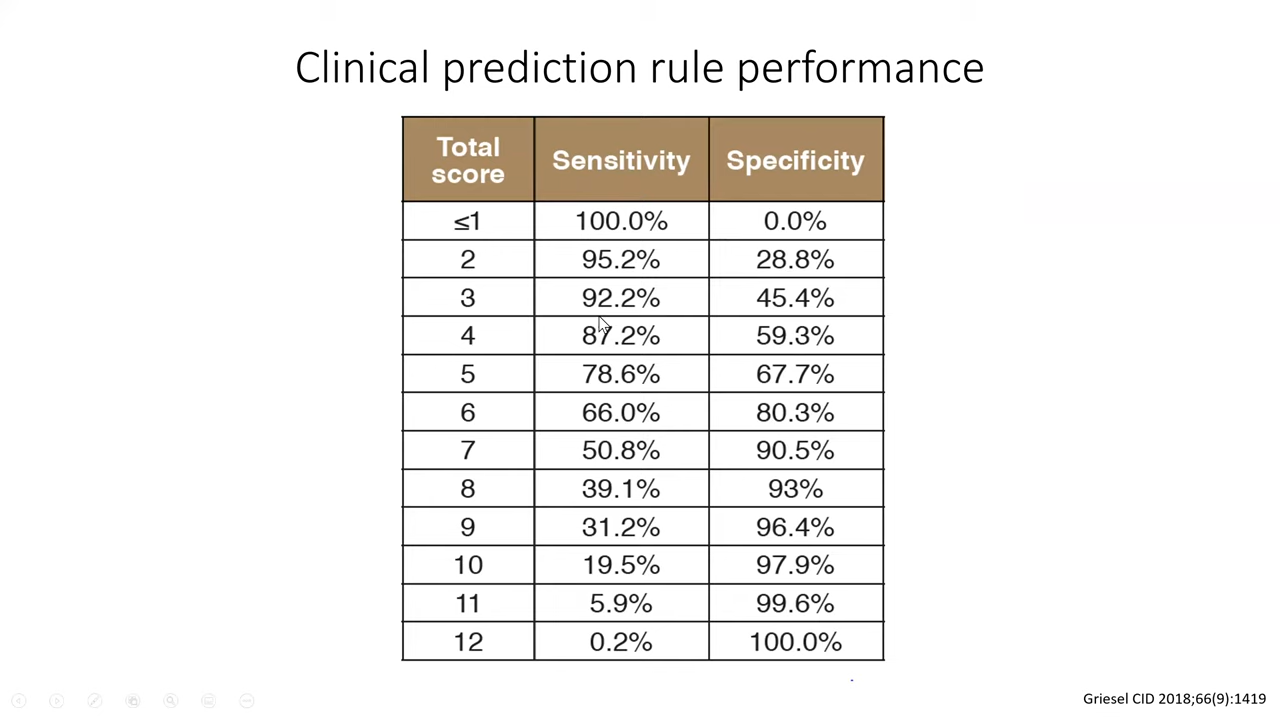 Clinical prediction rule performance
Total score Sensitivity Specificity
≤1 100.0% 0.0%
2 95.2% 28.8%
3 92.2% 45.4%
4 87.2% 59.3%
5 78.6% 67.7%
6 66.0% 80.3%
7 50.8% 90.5%
8 39.1% 93%
9 31.2% 96.4%
10 19.5% 97.9%
11 5.9% 99.6%
12 0.2% 100.0%
Griesel CID 2018;66(9):1419